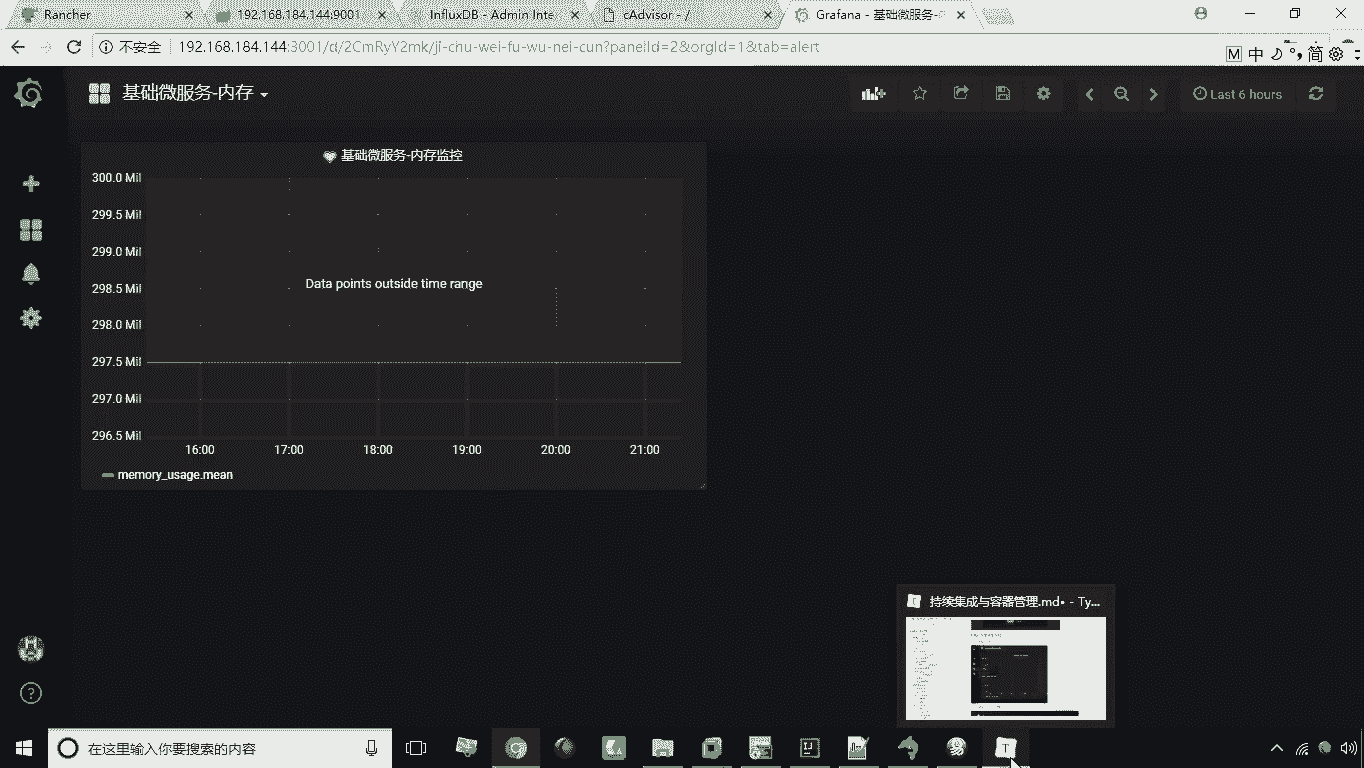 Rancher
192.168.184.144:9001
InfluxDB - Admin Inte
cAdvisor - /
Grafana - 基础微服务-
不安全
192.168.184.144:3001/d/2CmRyY2mk/ji-chu-wei-fu-wu-nei-cun?panelId=2&orgId=1&tab=alert
M 中 简
基础微服务-内存
Last 6 hours
基础微服务-内存监控
300.0 Mil
299.5 Mil
299.0 Mil
298.5 Mil
298.0 Mil
297.5 Mil
297.0 Mil
296.5 Mil
Data points outside time range
16:00 17:00 18:00 19:00 20:00 21:00
memory_usage.mean
持续集成与容器管理.md• - Ty...
在这里输入你要搜索的内容